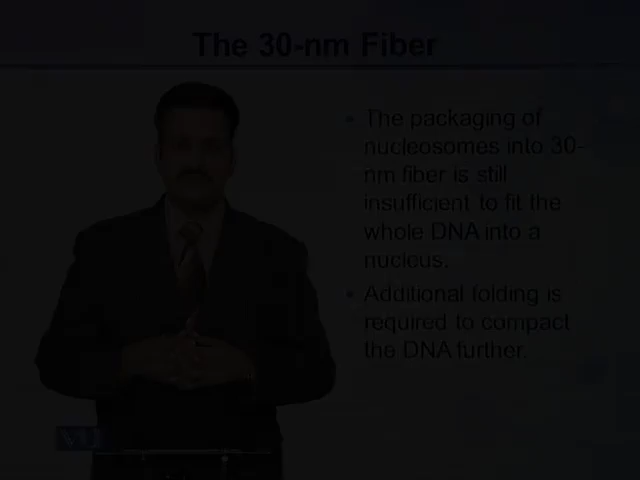 The 30-nm Fiber
• The packaging of
nucleosomes into 30-
nm fiber is still
insufficient to fit the
whole DNA into a
nucleus.
• Additional folding is
required to compact
the DNA further.